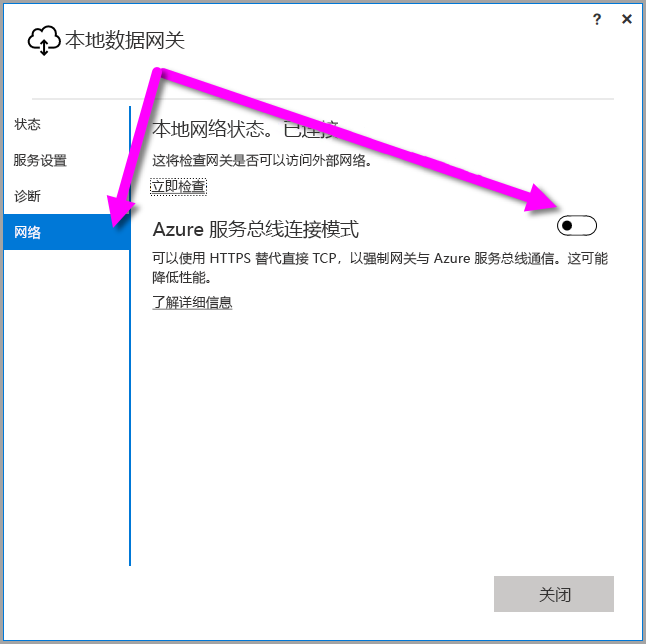 ?
本地数据网关
状态
服务设置
诊断
网络
本地网络状态。已连接
这将检查网关是否可以访问外部网络。
立即检查
Azure 服务总线连接模式
可以使用 HTTPS 替代直接 TCP，以强制网关与 Azure 服务总线通信。这可能
降低性能。
了解详细信息
关闭